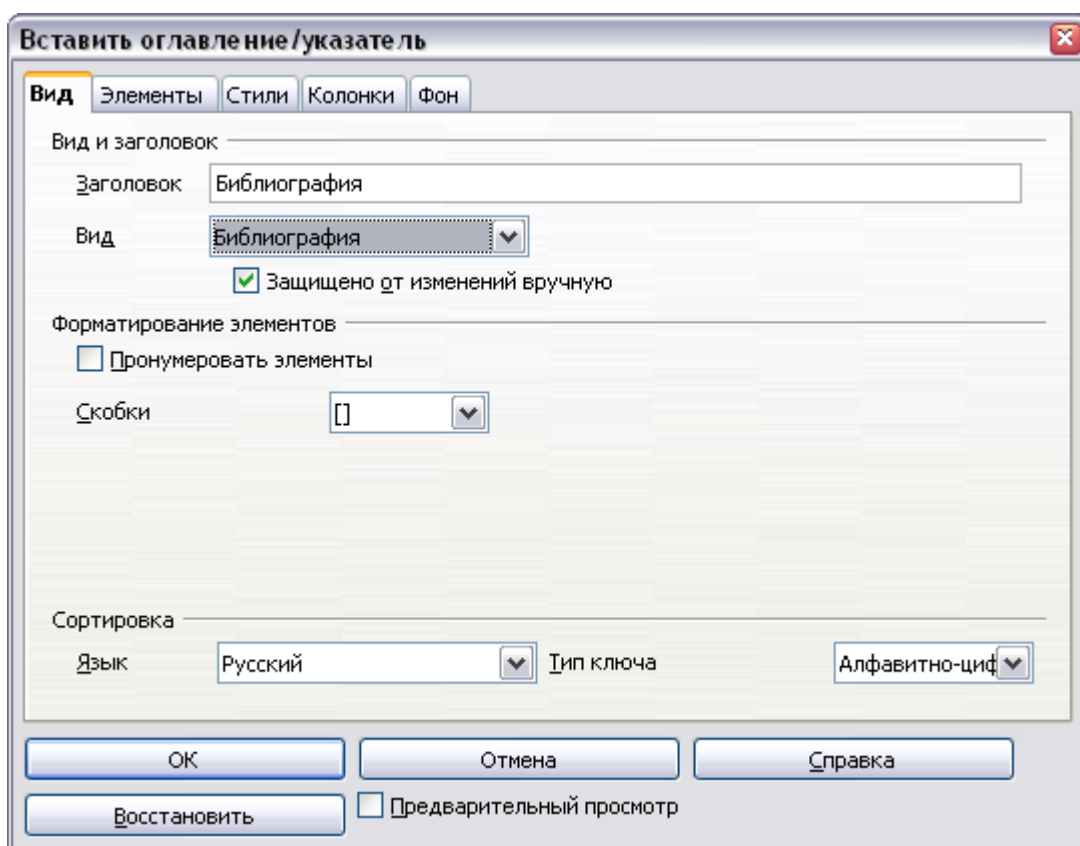 Вставить оглавление/указатель
Вид Элементы Стили Колонки Фон
Вид и заголовок
Заголовок Библиография
Вид Библиография
Защищено от изменений вручную
Форматирование элементов
Пронумеровать элементы
Скобки []
Сортировка
Язык Русский Тип ключа Алфавитно-циф
ОК Отмена Справка
Восстановить Предварительный просмотр